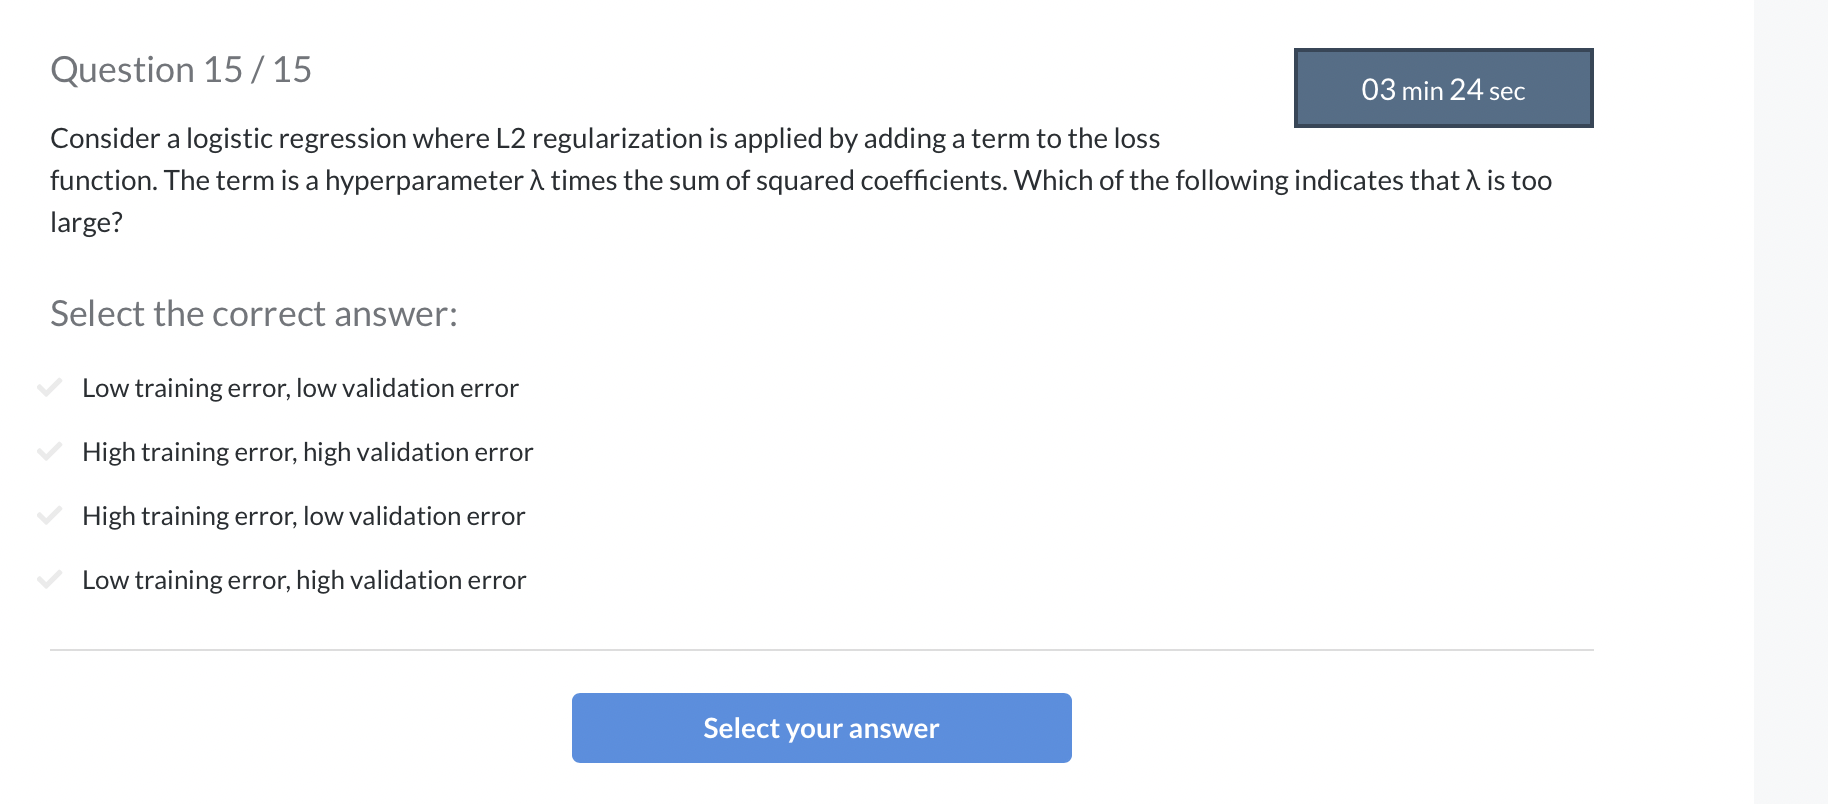 Question 15 / 15
03 min 24 sec
Consider a logistic regression where L2 regularization is applied by adding a term to the loss
function. The term is a hyperparameter λ times the sum of squared coefficients. Which of the following indicates that λ is too
large?
Select the correct answer:
Low training error, low validation error
High training error, high validation error
High training error, low validation error
Low training error, high validation error
Select your answer